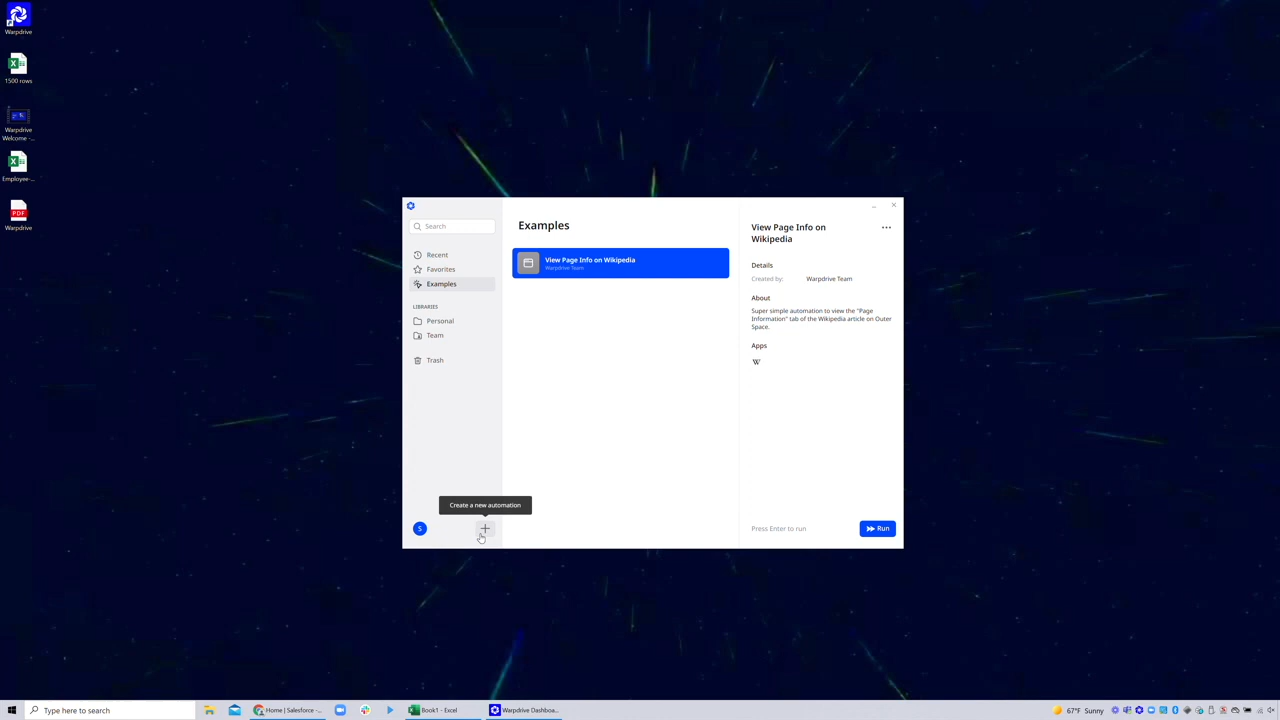 Warpdrive
1500 rows
Warpdrive
Welcome -...
Employee-...
PDF
Warpdrive
Search
Recent
Favorites
Examples
LIBRARIES
Personal
Team
Trash
Create a new automation
S
Examples
View Page Info on Wikipedia
Warpdrive Team
View Page Info on
Wikipedia
Details
Created by: Warpdrive Team
About
Super simple automation to view the "Page
Information" tab of the Wikipedia article on Outer
Space.
Apps
W
Press Enter to run
Run
Type here to search
Home | Salesforce -...
Book1 - Excel
Warpdrive Dashboa...
67°F Sunny